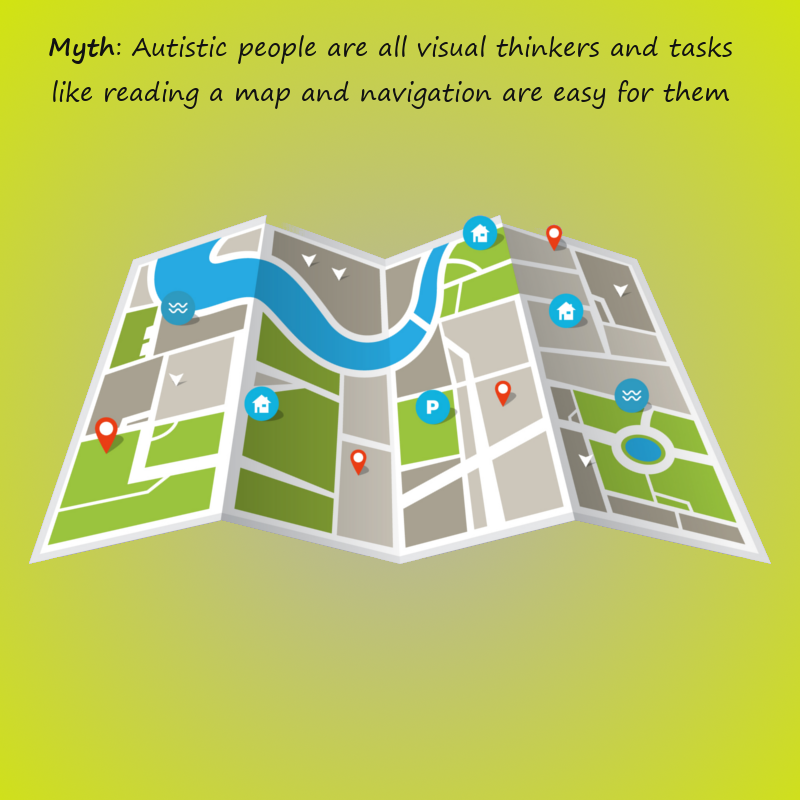 Myth: Autistic people are all visual thinkers and tasks
like reading a map and navigation are easy for them
P